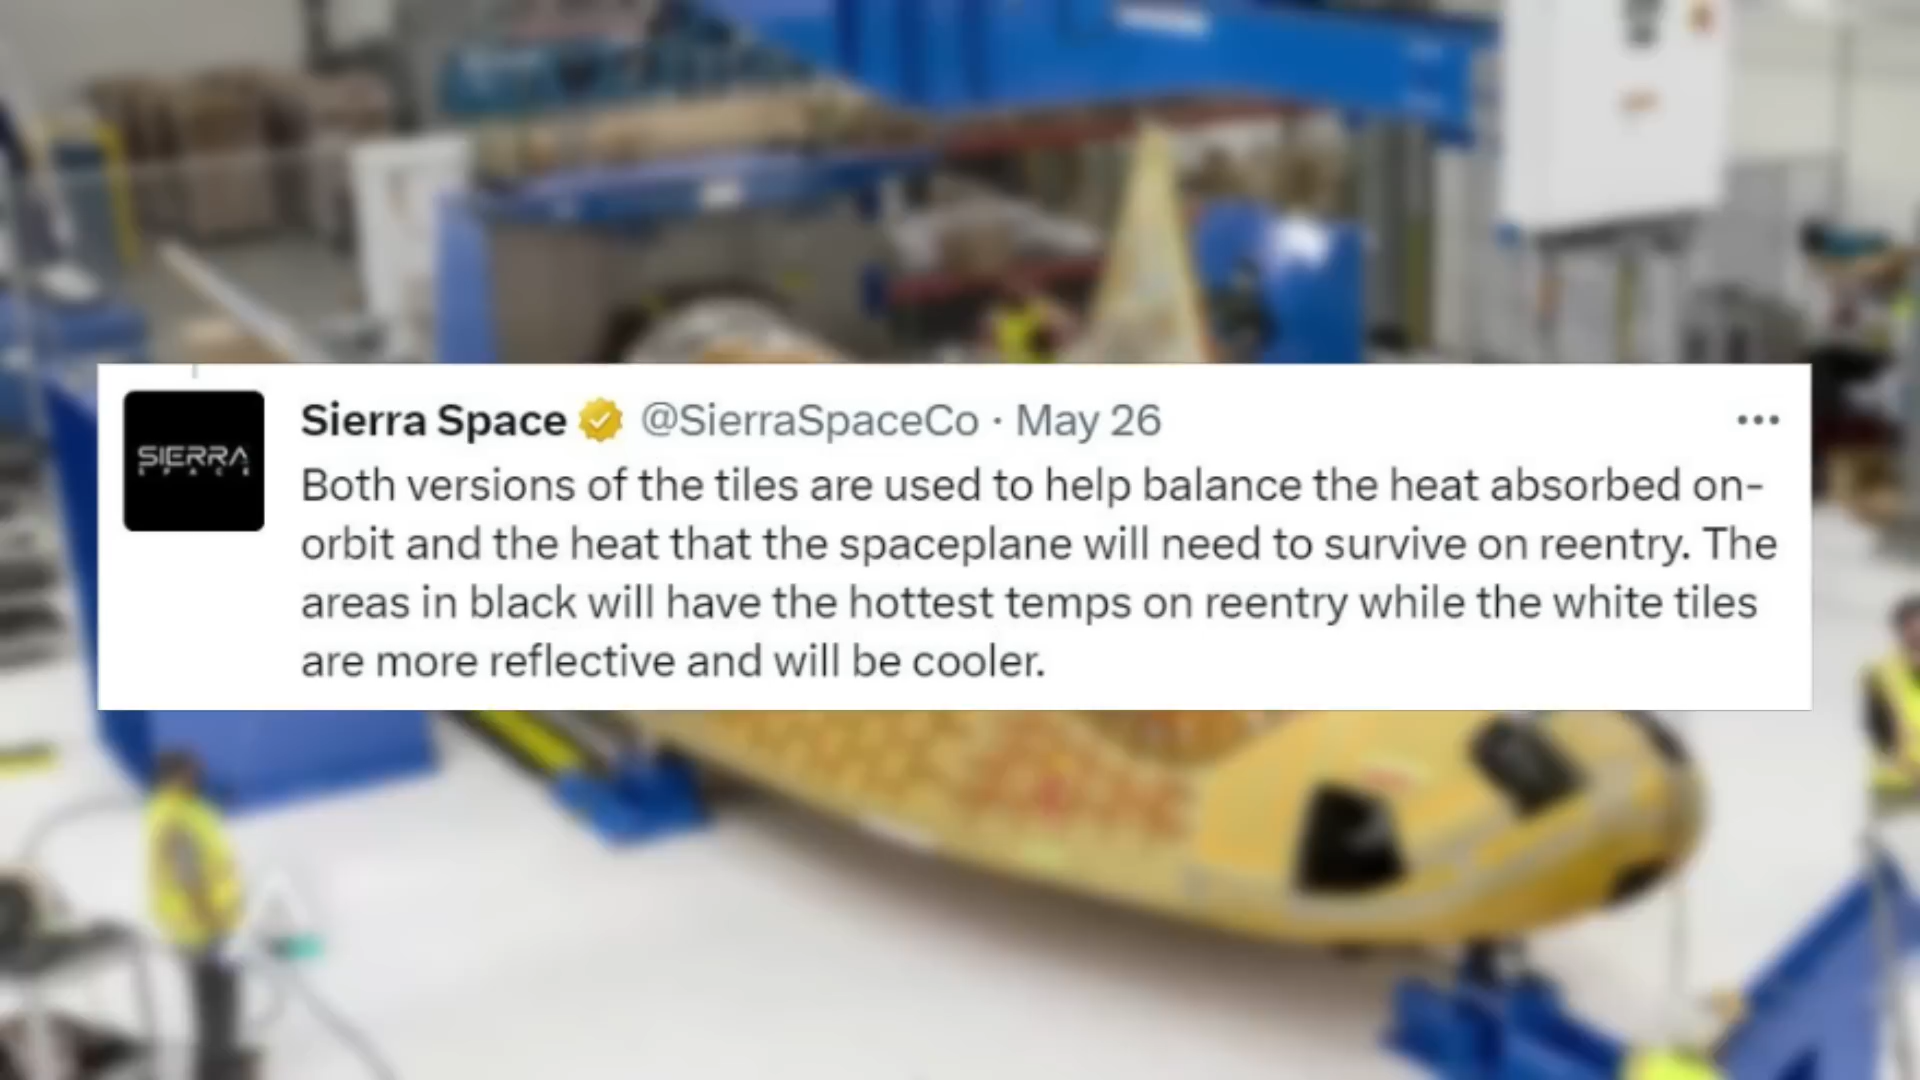 SIERRA
SPACE
Sierra Space @SierraSpaceCo · May 26
Both versions of the tiles are used to help balance the heat absorbed on-
orbit and the heat that the spaceplane will need to survive on reentry. The
areas in black will have the hottest temps on reentry while the white tiles
are more reflective and will be cooler.